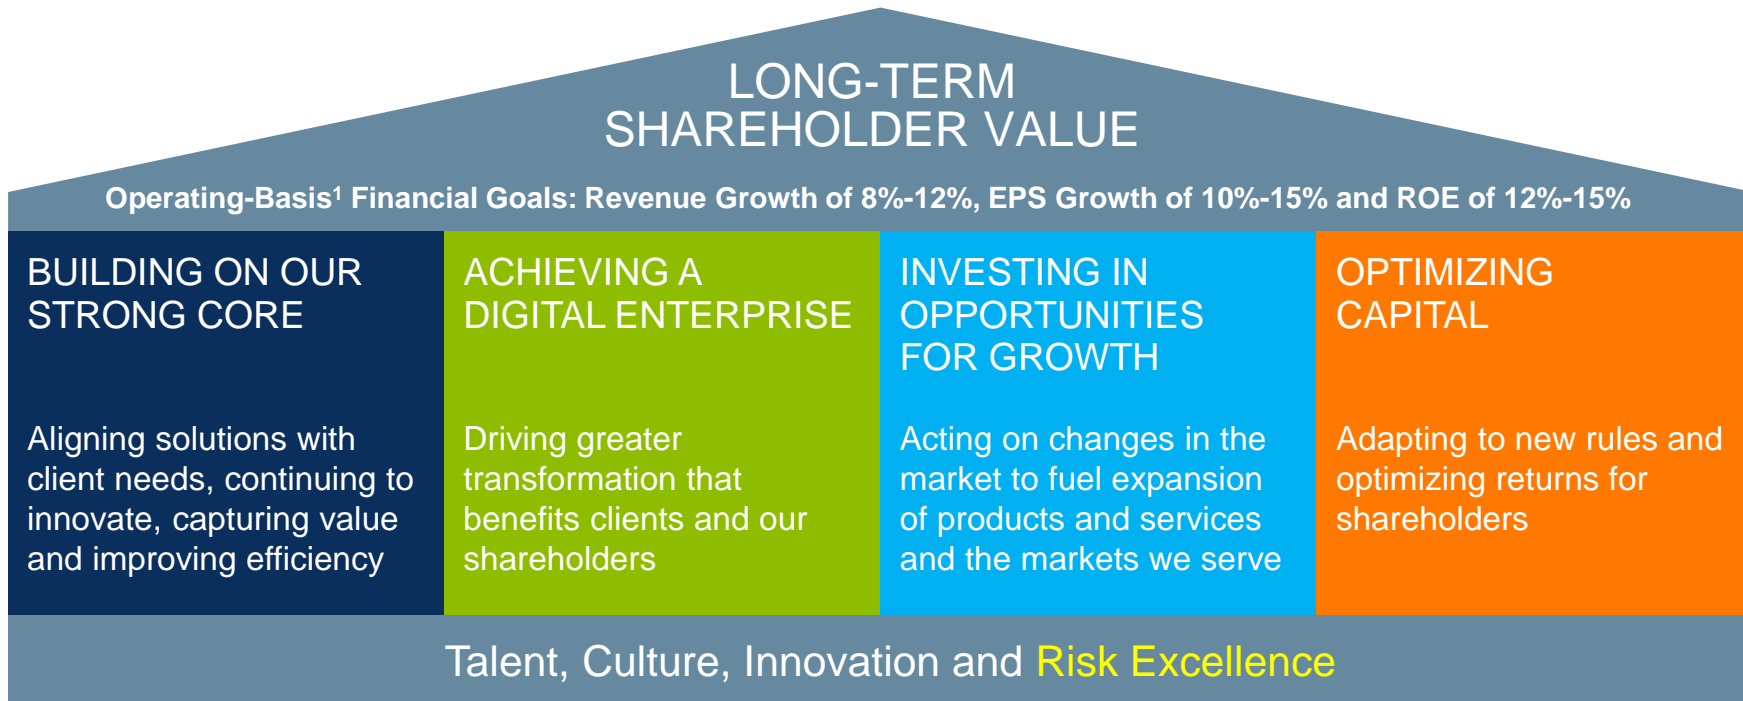 LONG-TERM
SHAREHOLDER VALUE
Operating-Basis¹ Financial Goals: Revenue Growth of 8%-12%, EPS Growth of 10%-15% and ROE of 12%-15%
BUILDING ON OUR
STRONG CORE
Aligning solutions with
client needs, continuing to
innovate, capturing value
and improving efficiency
ACHIEVING A
DIGITAL ENTERPRISE
Driving greater
transformation that
benefits clients and our
shareholders
INVESTING IN
OPPORTUNITIES
FOR GROWTH
Acting on changes in the
market to fuel expansion
of products and services
and the markets we serve
OPTIMIZING
CAPITAL
Adapting to new rules and
optimizing returns for
shareholders
Talent, Culture, Innovation and Risk Excellence